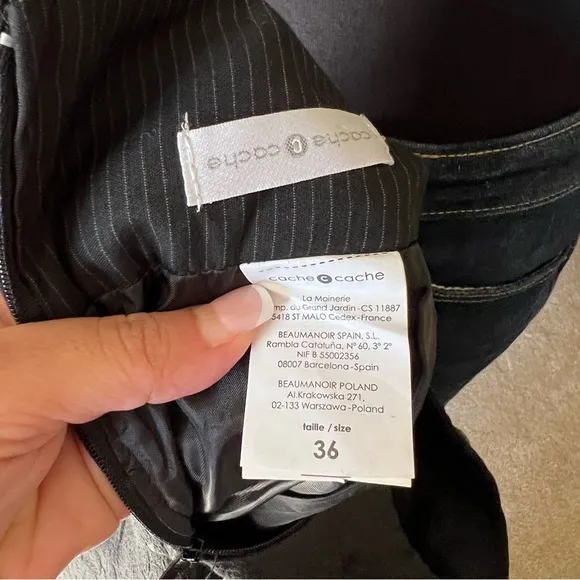 cache c cache
cache c cache
La Moinerie
mp. du Grand Jardin-CS 11887
5418 ST MALO Cedex-France
BEAUMANOIR SPAIN, S.L.
Rambla Cataluña, Nº 60, 3º 2º
NIF B 55002356
08007 Barcelona-Spain
BEAUMANOIR POLAND
Al.Krakowska 271,
02-133 Warszawa-Poland
taille / size
36